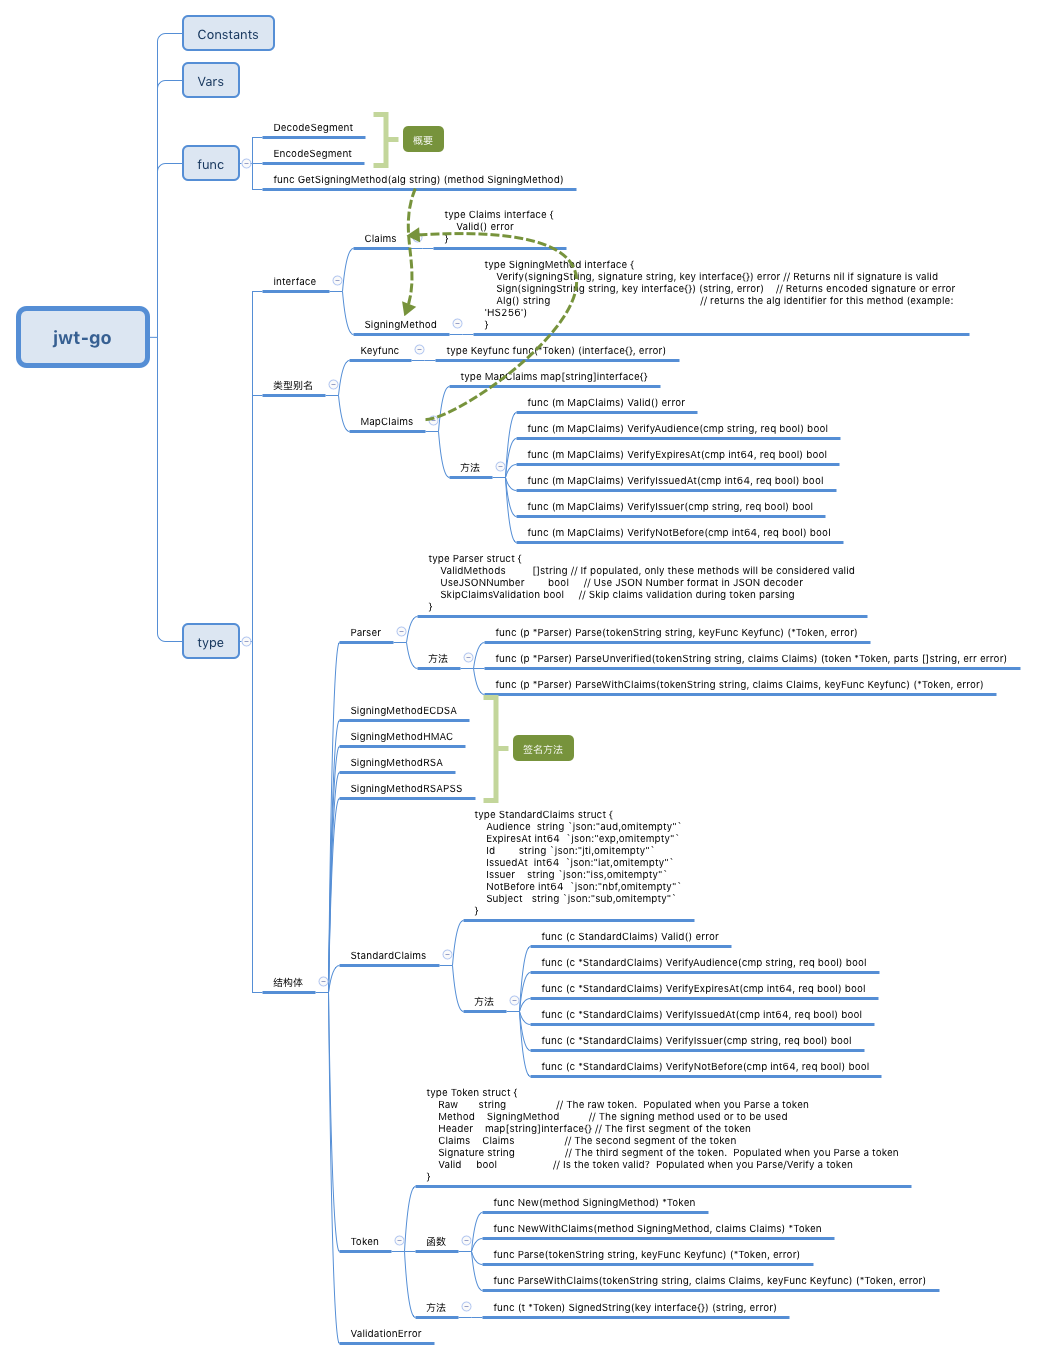 jwt-go
Constants
Vars
func
DecodeSegment
EncodeSegment
概要
func GetSigningMethod(alg string) (method SigningMethod)
type
interface
Claims
type Claims interface {
Valid() error
}
SigningMethod
type SigningMethod interface {
Verify(signingString, signature string, key interface{}) error // Returns nil if signature is valid
Sign(signingString string, key interface{}) (string, error) // Returns encoded signature or error
Alg() string // returns the alg identifier for this method (example:
'HS256')
}
类型别名
Keyfunc
type Keyfunc func(*Token) (interface{}, error)
MapClaims
type MapClaims map[string]interface{}
方法
func (m MapClaims) Valid() error
func (m MapClaims) VerifyAudience(cmp string, req bool) bool
func (m MapClaims) VerifyExpiresAt(cmp int64, req bool) bool
func (m MapClaims) VerifyIssuedAt(cmp int64, req bool) bool
func (m MapClaims) VerifyIssuer(cmp string, req bool) bool
func (m MapClaims) VerifyNotBefore(cmp int64, req bool) bool
结构体
Parser
type Parser struct {
ValidMethods []string // If populated, only these methods will be considered valid
UseJSONNumber bool // Use JSON Number format in JSON decoder
SkipClaimsValidation bool // Skip claims validation during token parsing
}
方法
func (p *Parser) Parse(tokenString string, keyFunc Keyfunc) (*Token, error)
func (p *Parser) ParseUnverified(tokenString string, claims Claims) (token *Token, parts []string, err error)
func (p *Parser) ParseWithClaims(tokenString string, claims Claims, keyFunc Keyfunc) (*Token, error)
SigningMethodECDSA
SigningMethodHMAC
SigningMethodRSA
SigningMethodRSAPSS
签名方法
StandardClaims
type StandardClaims struct {
Audience string `json:"aud,omitempty"`
ExpiresAt int64 `json:"exp,omitempty"`
Id string `json:"jti,omitempty"`
IssuedAt int64 `json:"iat,omitempty"`
Issuer string `json:"iss,omitempty"`
NotBefore int64 `json:"nbf,omitempty"`
Subject string `json:"sub,omitempty"`
}
方法
func (c StandardClaims) Valid() error
func (c *StandardClaims) VerifyAudience(cmp string, req bool) bool
func (c *StandardClaims) VerifyExpiresAt(cmp int64, req bool) bool
func (c *StandardClaims) VerifyIssuedAt(cmp int64, req bool) bool
func (c *StandardClaims) VerifyIssuer(cmp string, req bool) bool
func (c *StandardClaims) VerifyNotBefore(cmp int64, req bool) bool
Token
type Token struct {
Raw string // The raw token. Populated when you Parse a token
Method SigningMethod // The signing method used or to be used
Header map[string]interface{} // The first segment of the token
Claims Claims // The second segment of the token
Signature string // The third segment of the token. Populated when you Parse a token
Valid bool // Is the token valid? Populated when you Parse/Verify a token
}
函数
func New(method SigningMethod) *Token
func NewWithClaims(method SigningMethod, claims Claims) *Token
func Parse(tokenString string, keyFunc Keyfunc) (*Token, error)
func ParseWithClaims(tokenString string, claims Claims, keyFunc Keyfunc) (*Token, error)
方法
func (t *Token) SignedString(key interface{}) (string, error)
ValidationError